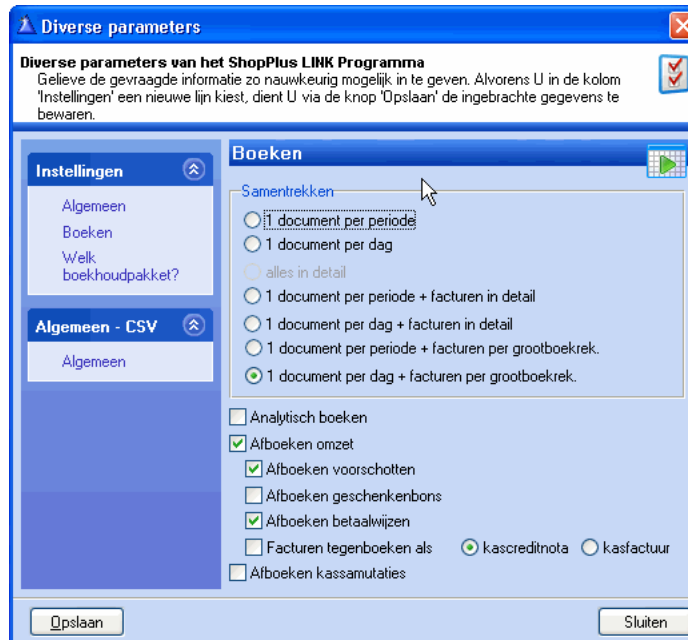 Diverse parameters
Diverse parameters van het ShopPlus LINK Programma
Gelieve de gevraagde informatie zo nauwkeurig mogelijk in te geven. Alvorens U in de kolom
'Instellingen' een nieuwe lijn kiest, dient U via de knop 'Opslaan' de ingebrachte gegevens te
bewaren.
Instellingen
Algemeen
Boeken
Welk
boekhoudpakket?
Algemeen - CSV
Algemeen
Boeken
Samentrekken
1 document per periode
1 document per dag
alles in detail
1 document per periode + facturen in detail
1 document per dag + facturen in detail
1 document per periode + facturen per grootboekrek.
1 document per dag + facturen per grootboekrek.
Analytisch boeken
Afboeken omzet
Afboeken voorschotten
Afboeken geschenkenbons
Afboeken betaalwijzen
Facturen tegenboeken als kascreditnota kasfactuur
Afboeken kassamutaties
Opslaan Sluiten